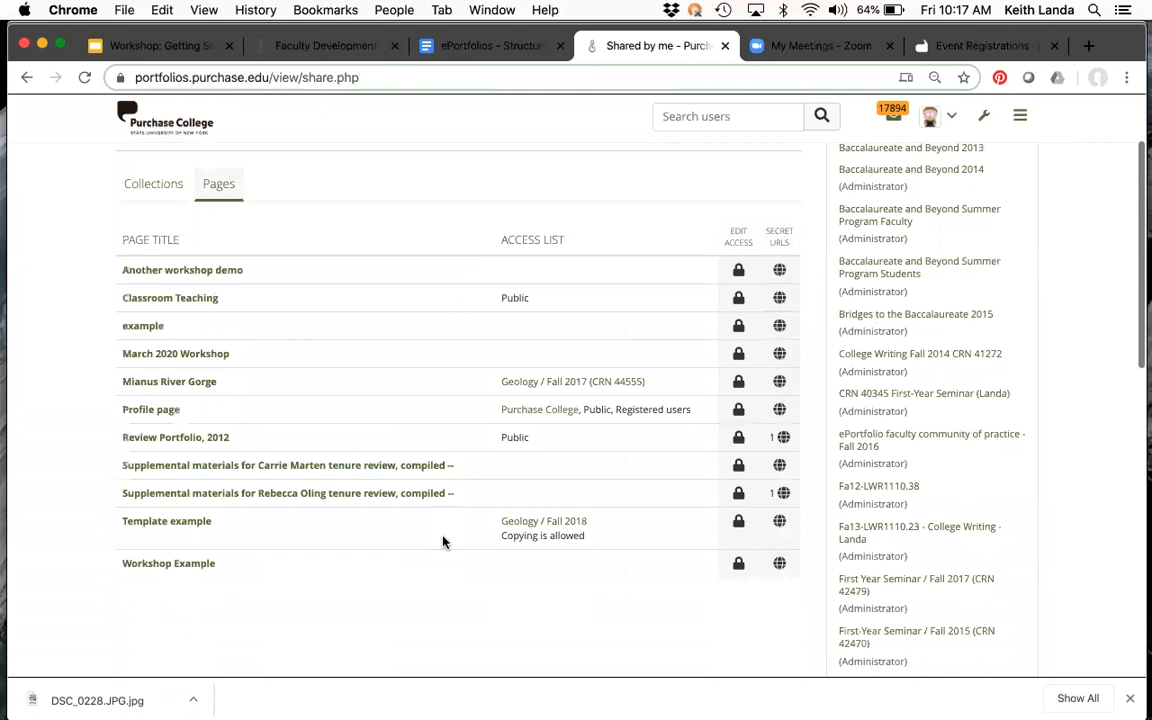 Chrome File Edit View History Bookmarks People Tab Window Help 64% Fri 10:17 AM Keith Landa
Workshop: Getting St
Faculty Development
ePortfolios - Structur
Shared by me - Purch
My Meetings - Zoom
Event Registrations -
portfolios.purchase.edu/view/share.php
Purchase College
STATE UNIVERSITY OF NEW YORK
Search users
17894
Collections Pages
PAGE TITLE ACCESS LIST EDIT ACCESS SECRET URLS
Another workshop demo
Classroom Teaching Public
example
March 2020 Workshop
Mianus River Gorge Geology / Fall 2017 (CRN 44555)
Profile page Purchase College, Public, Registered users
Review Portfolio, 2012 Public 1
Supplemental materials for Carrie Marten tenure review, compiled --
Supplemental materials for Rebecca Oling tenure review, compiled -- 1
Template example Geology / Fall 2018
Copying is allowed
Workshop Example
Baccalaureate and Beyond 2013
Baccalaureate and Beyond 2014
(Administrator)
Baccalaureate and Beyond Summer
Program Faculty
(Administrator)
Baccalaureate and Beyond Summer
Program Students
(Administrator)
Bridges to the Baccalaureate 2015
(Administrator)
College Writing Fall 2014 CRN 41272
(Administrator)
CRN 40345 First-Year Seminar (Landa)
(Administrator)
ePortfolio faculty community of practice -
Fall 2016
(Administrator)
Fa12-LWR1110.38
(Administrator)
Fa13-LWR1110.23 - College Writing -
Landa
(Administrator)
First Year Seminar / Fall 2017 (CRN
42479)
(Administrator)
First-Year Seminar / Fall 2015 (CRN
42470)
(Administrator)
DSC_0228.JPG.jpg
Show All